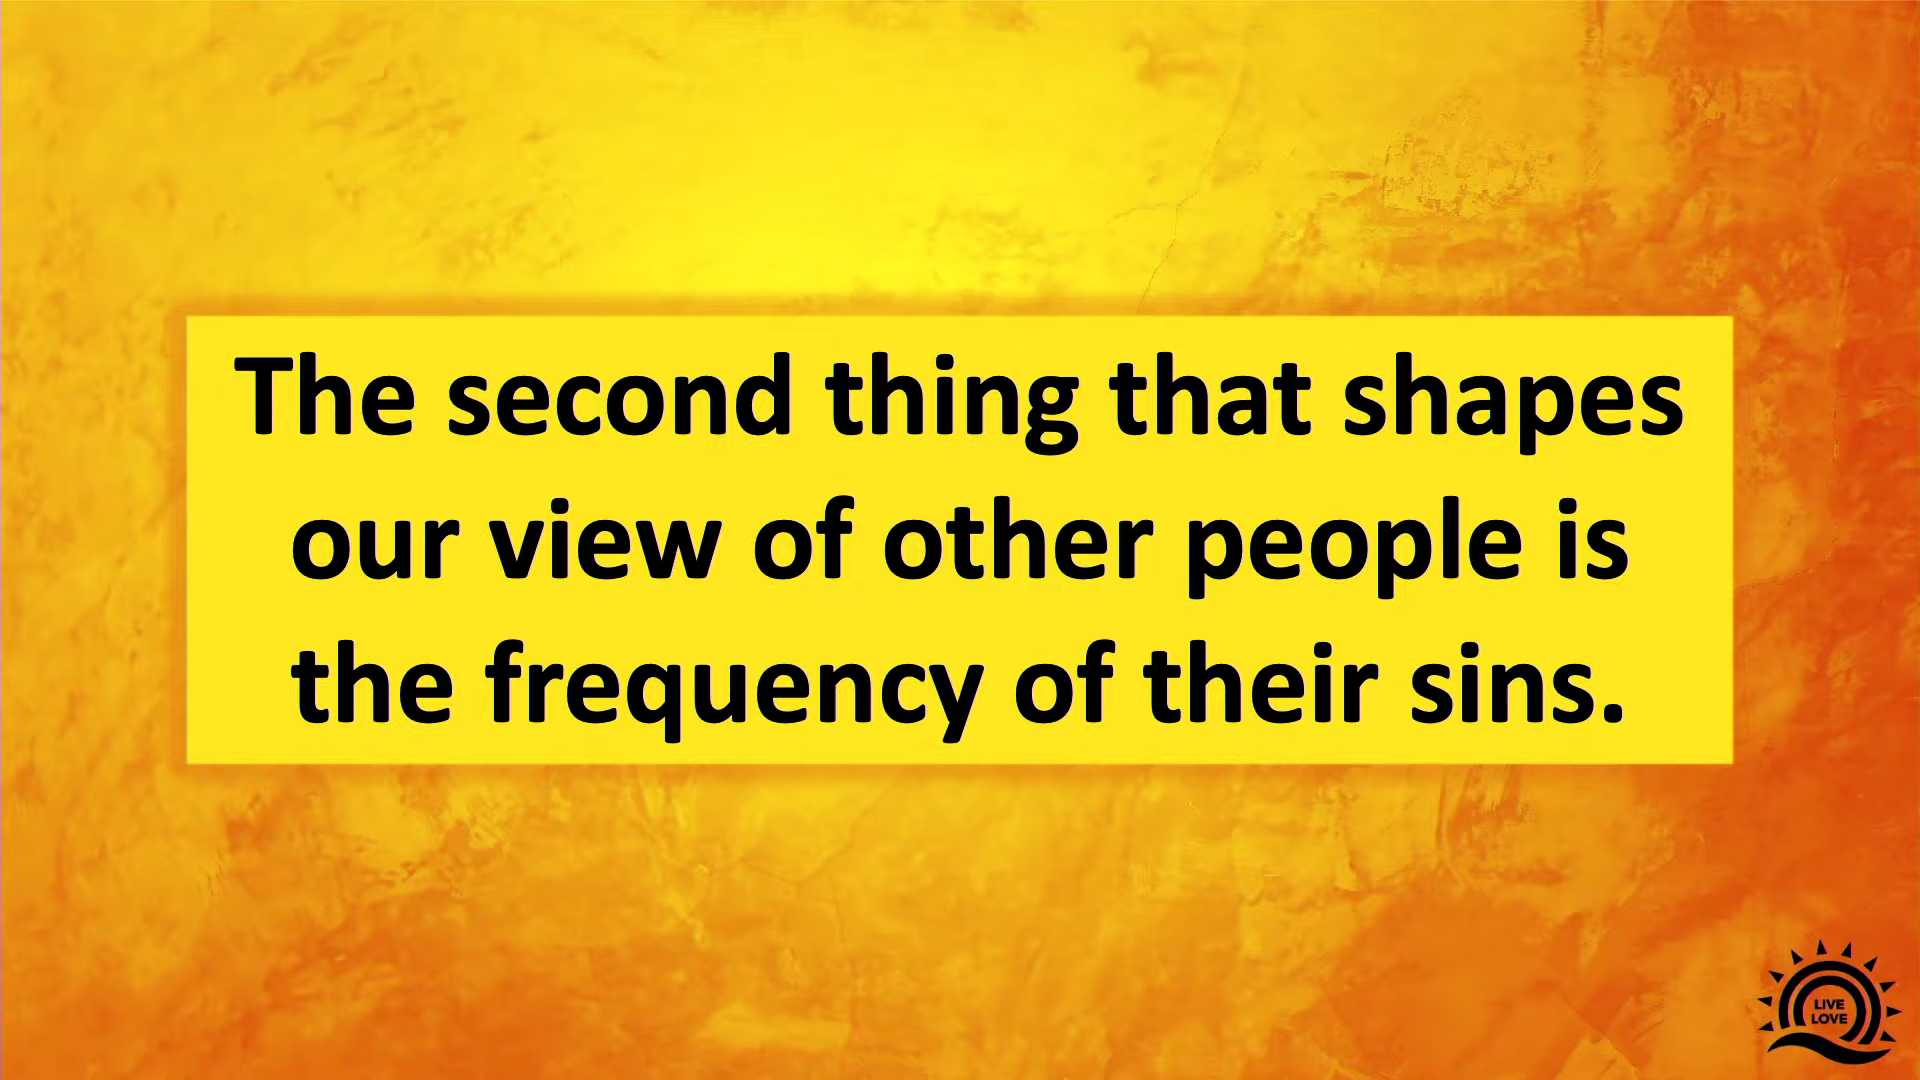 The second thing that shapes
our view of other people is
the frequency of their sins.
LIVE
LOVE